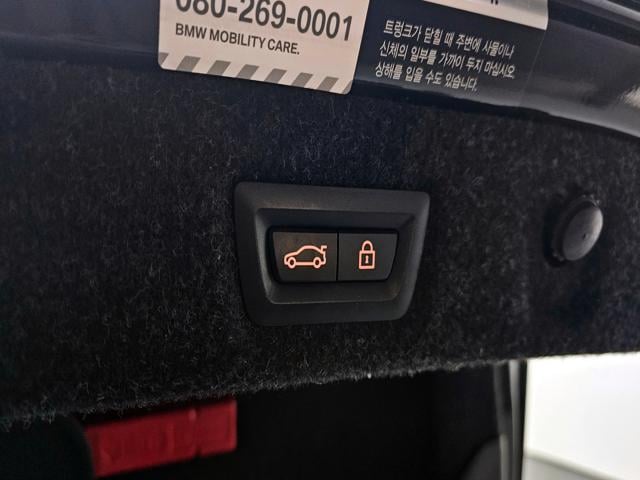 080-269-0001
BMW MOBILITY CARE.
트렁크가 닫힐 때 주변에 사물이나
신체의 일부를 가까이 두지 마십시오
상해를 입을 수도 있습니다.